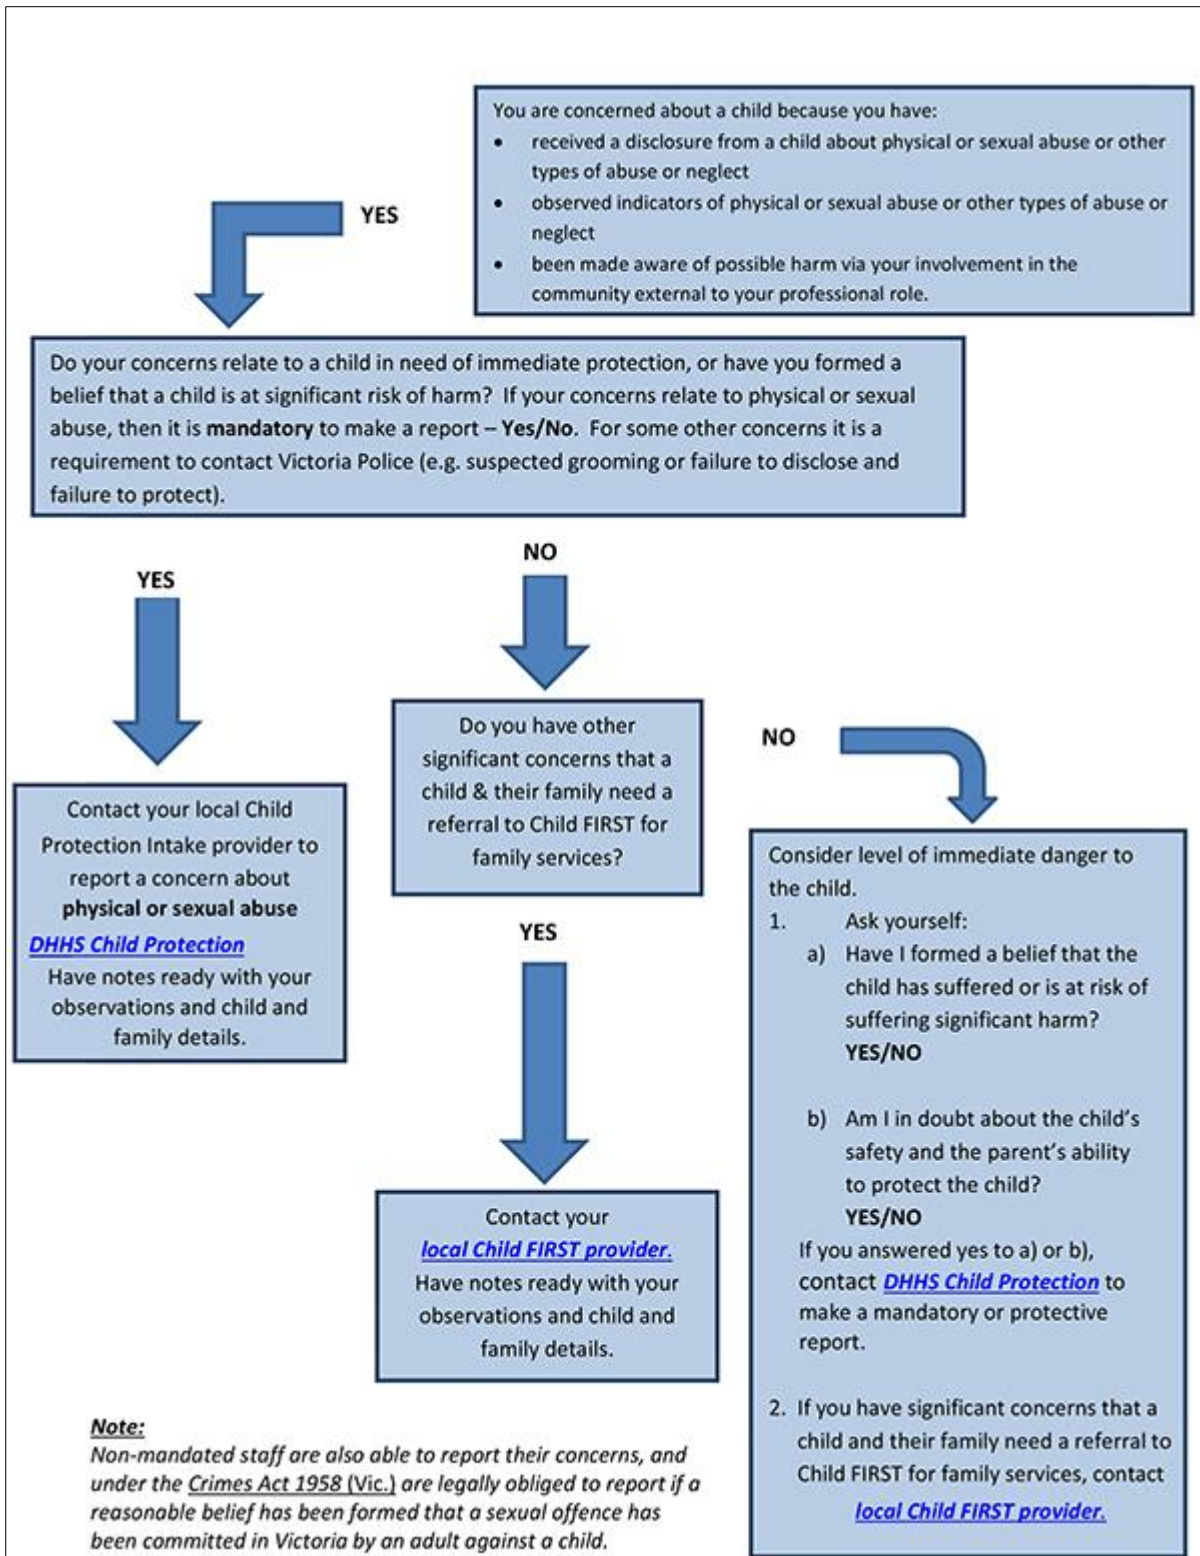 You are concerned about a child because you have:
• received a disclosure from a child about physical or sexual abuse or other
types of abuse or neglect
• observed indicators of physical or sexual abuse or other types of abuse or
neglect
• been made aware of possible harm via your involvement in the
community external to your professional role.
YES
Do your concerns relate to a child in need of immediate protection, or have you formed a
belief that a child is at significant risk of harm? If your concerns relate to physical or sexual
abuse, then it is mandatory to make a report – Yes/No. For some other concerns it is a
requirement to contact Victoria Police (e.g. suspected grooming or failure to disclose and
failure to protect).
YES
Contact your local Child
Protection Intake provider to
report a concern about
physical or sexual abuse
DHHS Child Protection
Have notes ready with your
observations and child and
family details.
NO
Do you have other
significant concerns that a
child & their family need a
referral to Child FIRST for
family services?
YES
Contact your
local Child FIRST provider.
Have notes ready with your
observations and child and
family details.
NO
Consider level of immediate danger to
the child.
1. Ask yourself:
a) Have I formed a belief that the
child has suffered or is at risk of
suffering significant harm?
YES/NO
b) Am I in doubt about the child's
safety and the parent's ability
to protect the child?
YES/NO
If you answered yes to a) or b),
contact DHHS Child Protection to
make a mandatory or protective
report.
2. If you have significant concerns that a
child and their family need a referral to
Child FIRST for family services, contact
local Child FIRST provider.
Note:
Non-mandated staff are also able to report their concerns, and
under the Crimes Act 1958 (Vic.) are legally obliged to report if a
reasonable belief has been formed that a sexual offence has
been committed in Victoria by an adult against a child.